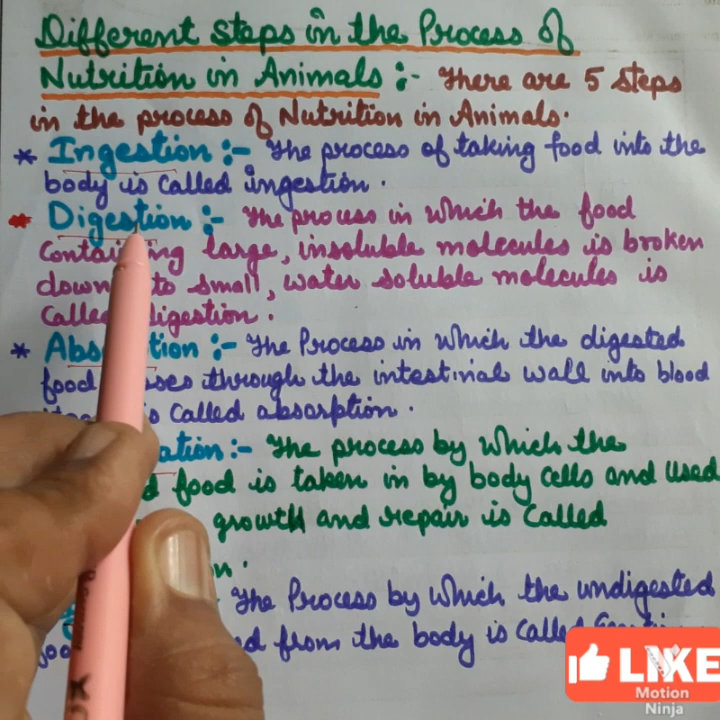 Different Steps in the Process of
Nutrition in Animals :- There are 5 steps
in the process of Nutrition in Animals.
* Ingestion :- The process of taking food into the
body is called ingestion.
* Digestion :- The process in which the food
Containing large, insoluble molecules is broken
down to small, water soluble molecules is
Called digestion.
* Absorption :- The Process in which the digested
food through the intestinal wall into blood
is called absorption.
:- The process by which the
food is taken in by body cells and used
growth and repair is Called
The Process by which the undigested
from the body is called
LIKE
Motion
Ninja